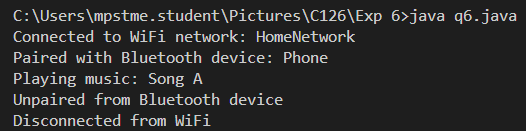 C:\Users\mpstme.student\Pictures\C126\Exp 6>java q6.java
Connected to WiFi network: HomeNetwork
Paired with Bluetooth device: Phone
Playing music: Song A
Unpaired from Bluetooth device
Disconnected from WiFi